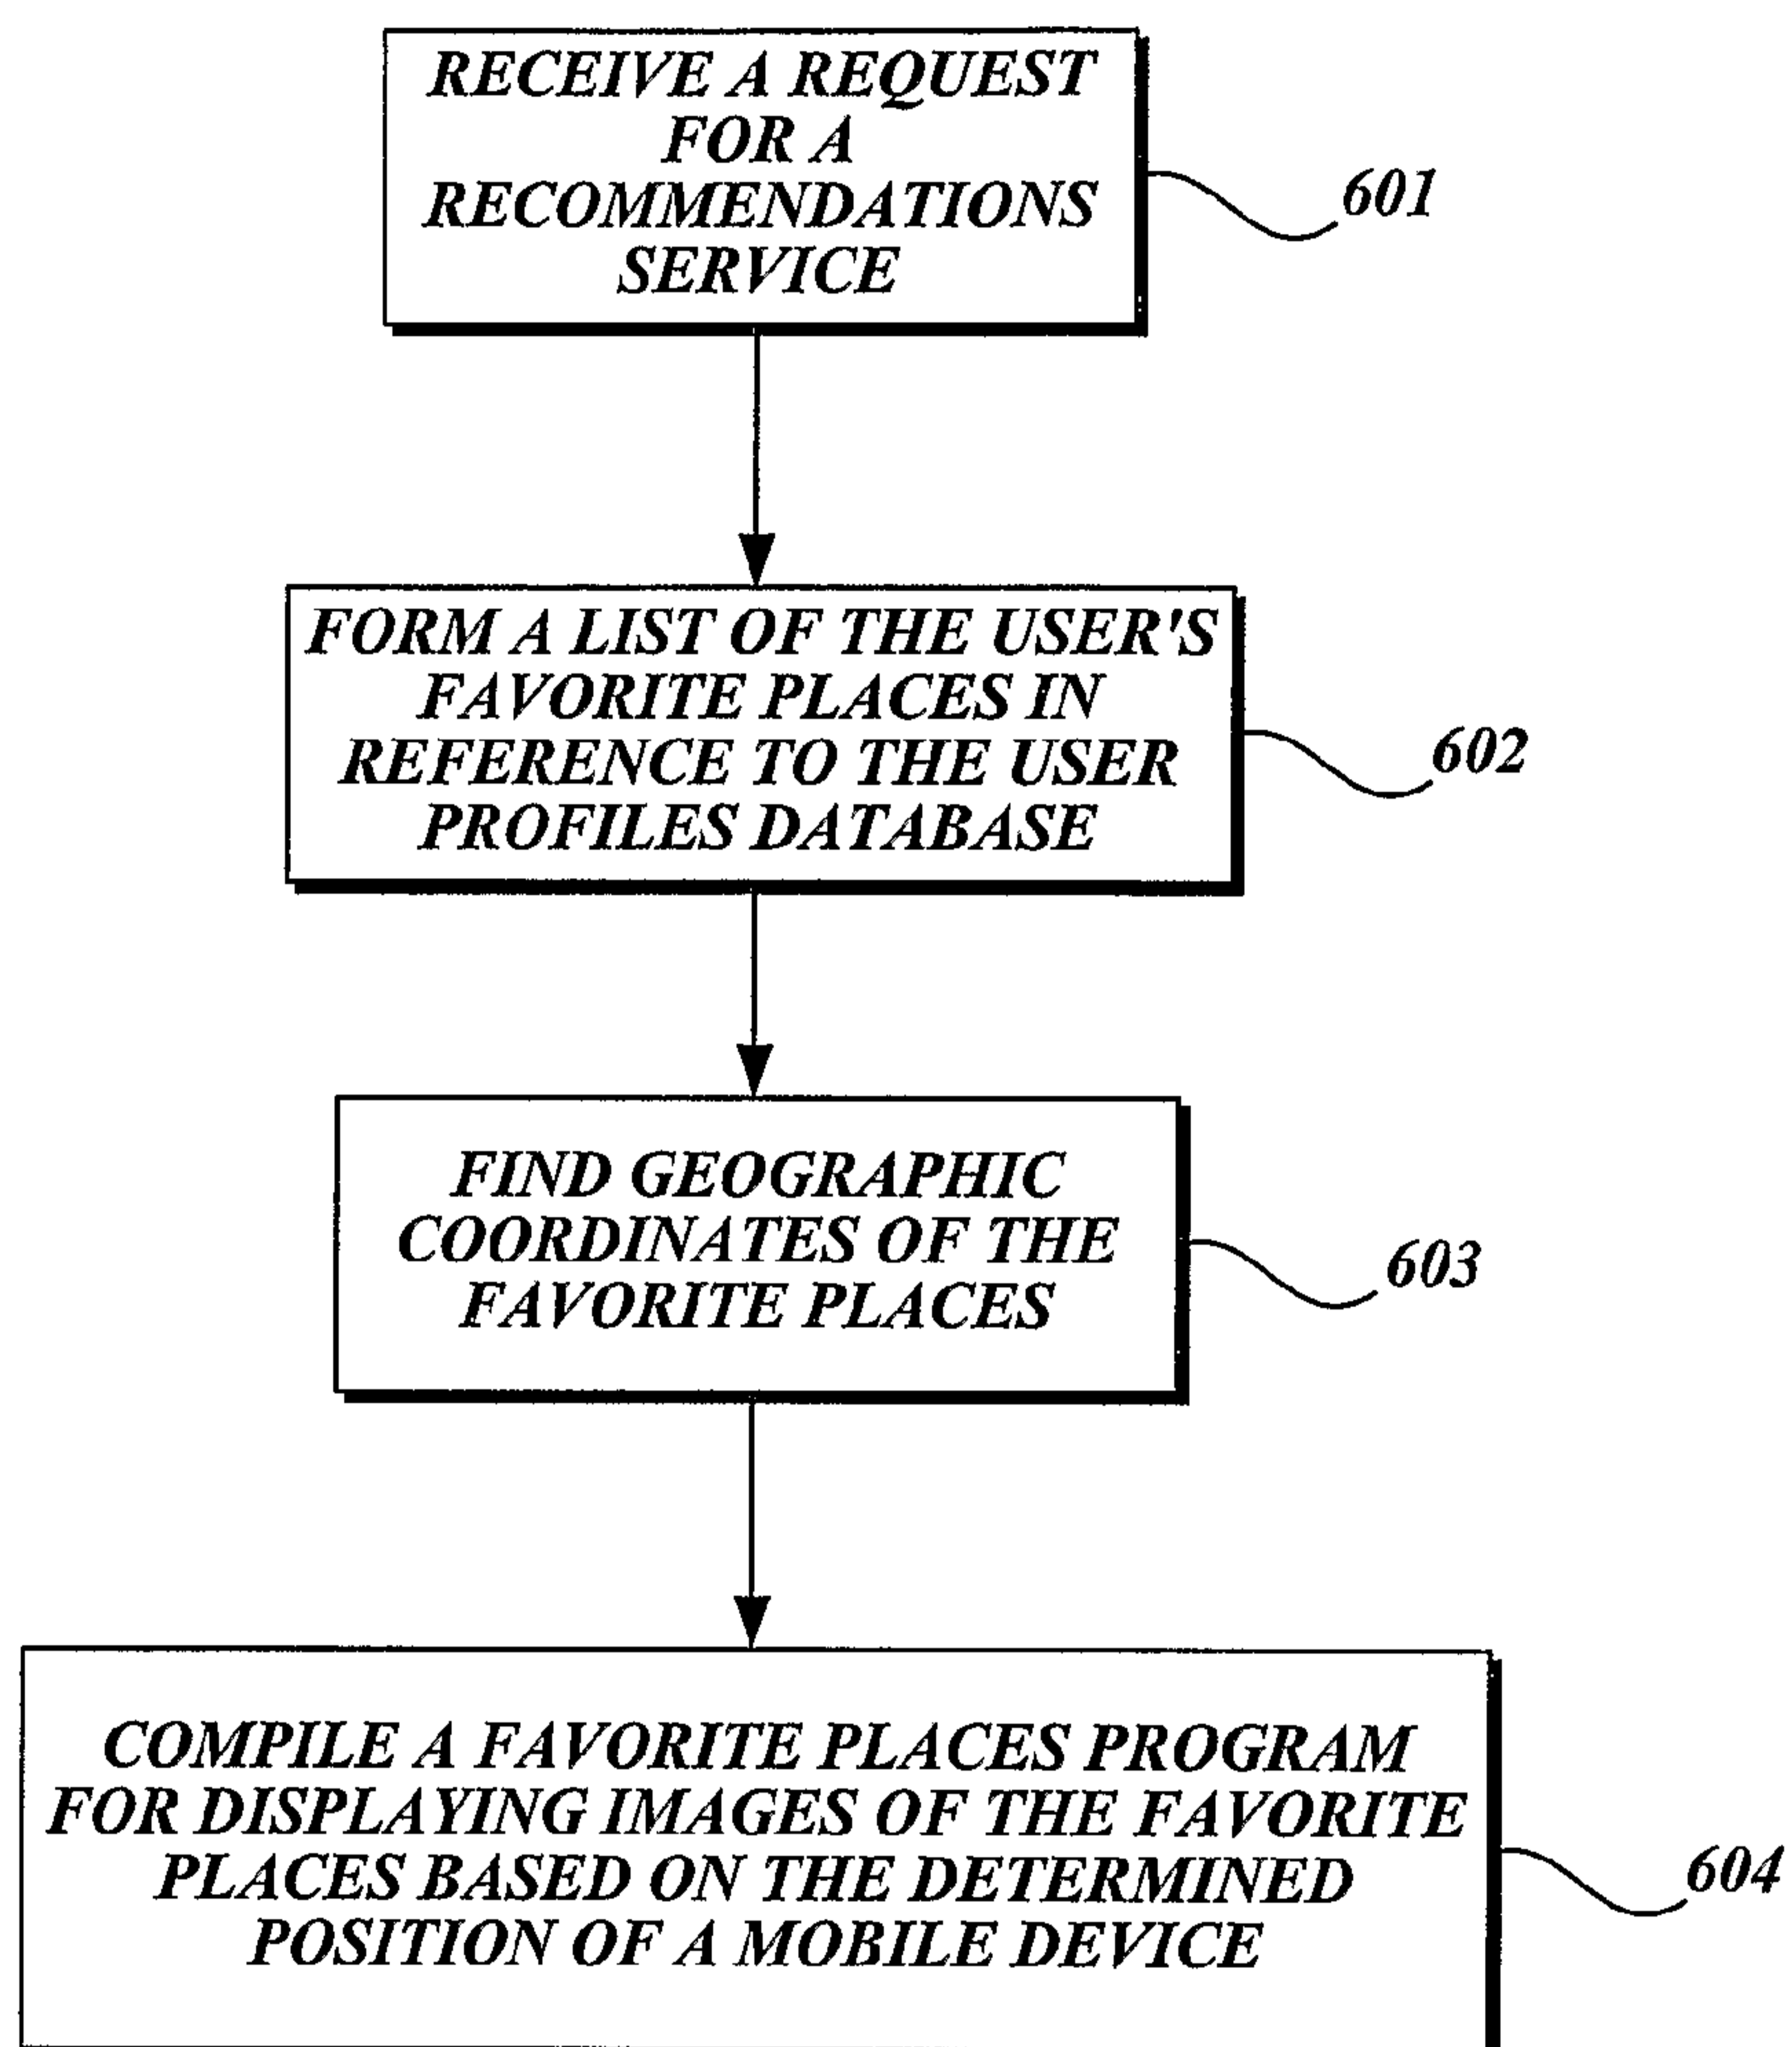 RECEIVE A REQUEST
FOR A
RECOMMENDATIONS
SERVICE
601
FORM A LIST OF THE USER'S
FAVORITE PLACES IN
REFERENCE TO THE USER
PROFILES DATABASE
602
FIND GEOGRAPHIC
COORDINATES OF THE
FAVORITE PLACES
603
COMPILE A FAVORITE PLACES PROGRAM
FOR DISPLAYING IMAGES OF THE FAVORITE
PLACES BASED ON THE DETERMINED
POSITION OF A MOBILE DEVICE
604